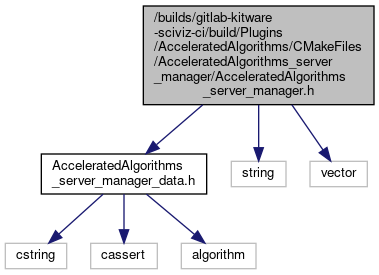 /builds/gitlab-kitware
-sciviz-ci/build/Plugins
/AcceleratedAlgorithms/CMakeFiles
/AcceleratedAlgorithms_server
_manager/AcceleratedAlgorithms
_server_manager.h
AcceleratedAlgorithms
_server_manager_data.h
string
vector
cstring
cassert
algorithm